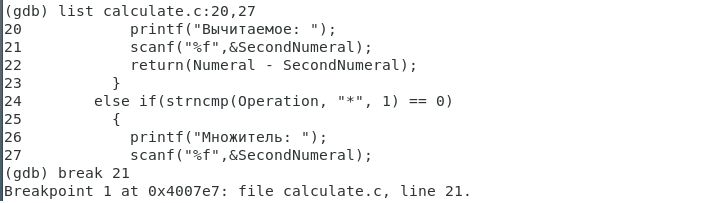 (gdb) list calculate.c:20,27
20            printf("Вычитаемое: ");
21            scanf("%f",&SecondNumeral);
22            return(Numeral - SecondNumeral);
23          }
24        else if(strncmp(Operation, "*", 1) == 0)
25          {
26            printf("Множитель: ");
27            scanf("%f",&SecondNumeral);
(gdb) break 21
Breakpoint 1 at 0x4007e7: file calculate.c, line 21.